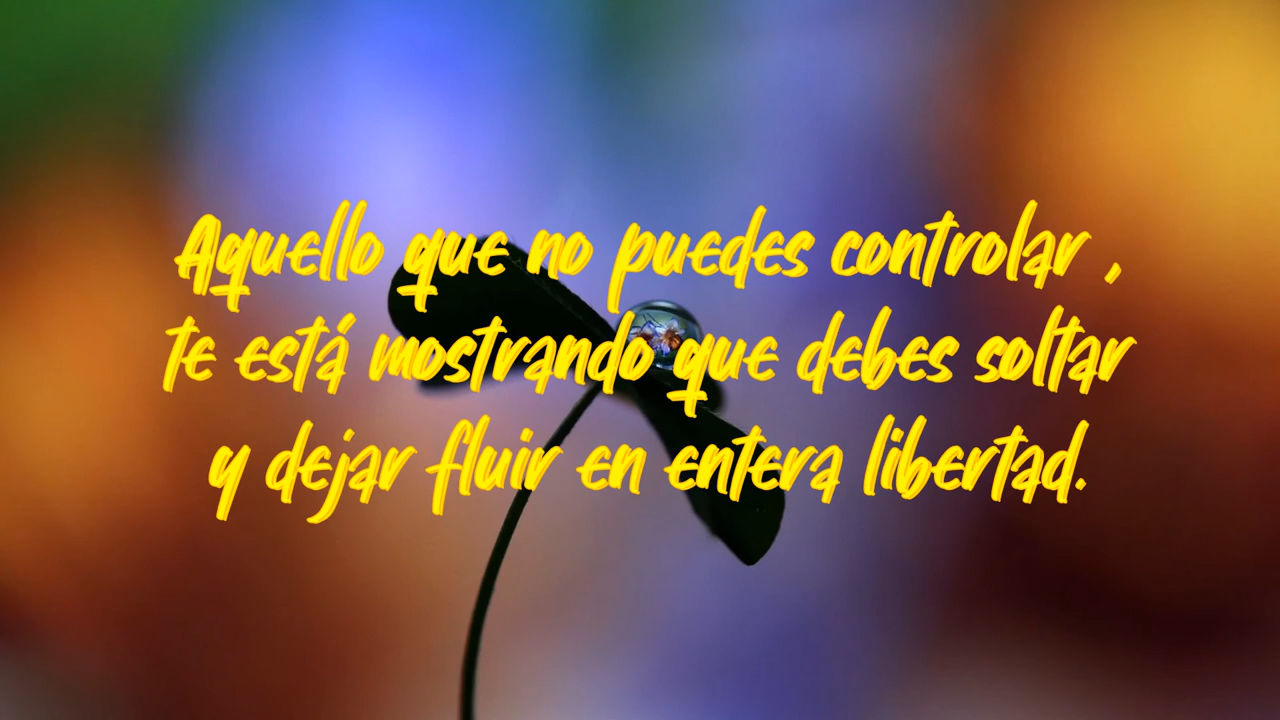 Aquello que no puedes controlar ,
te está mostrando que debes soltar
y dejar fluir en entera libertad.